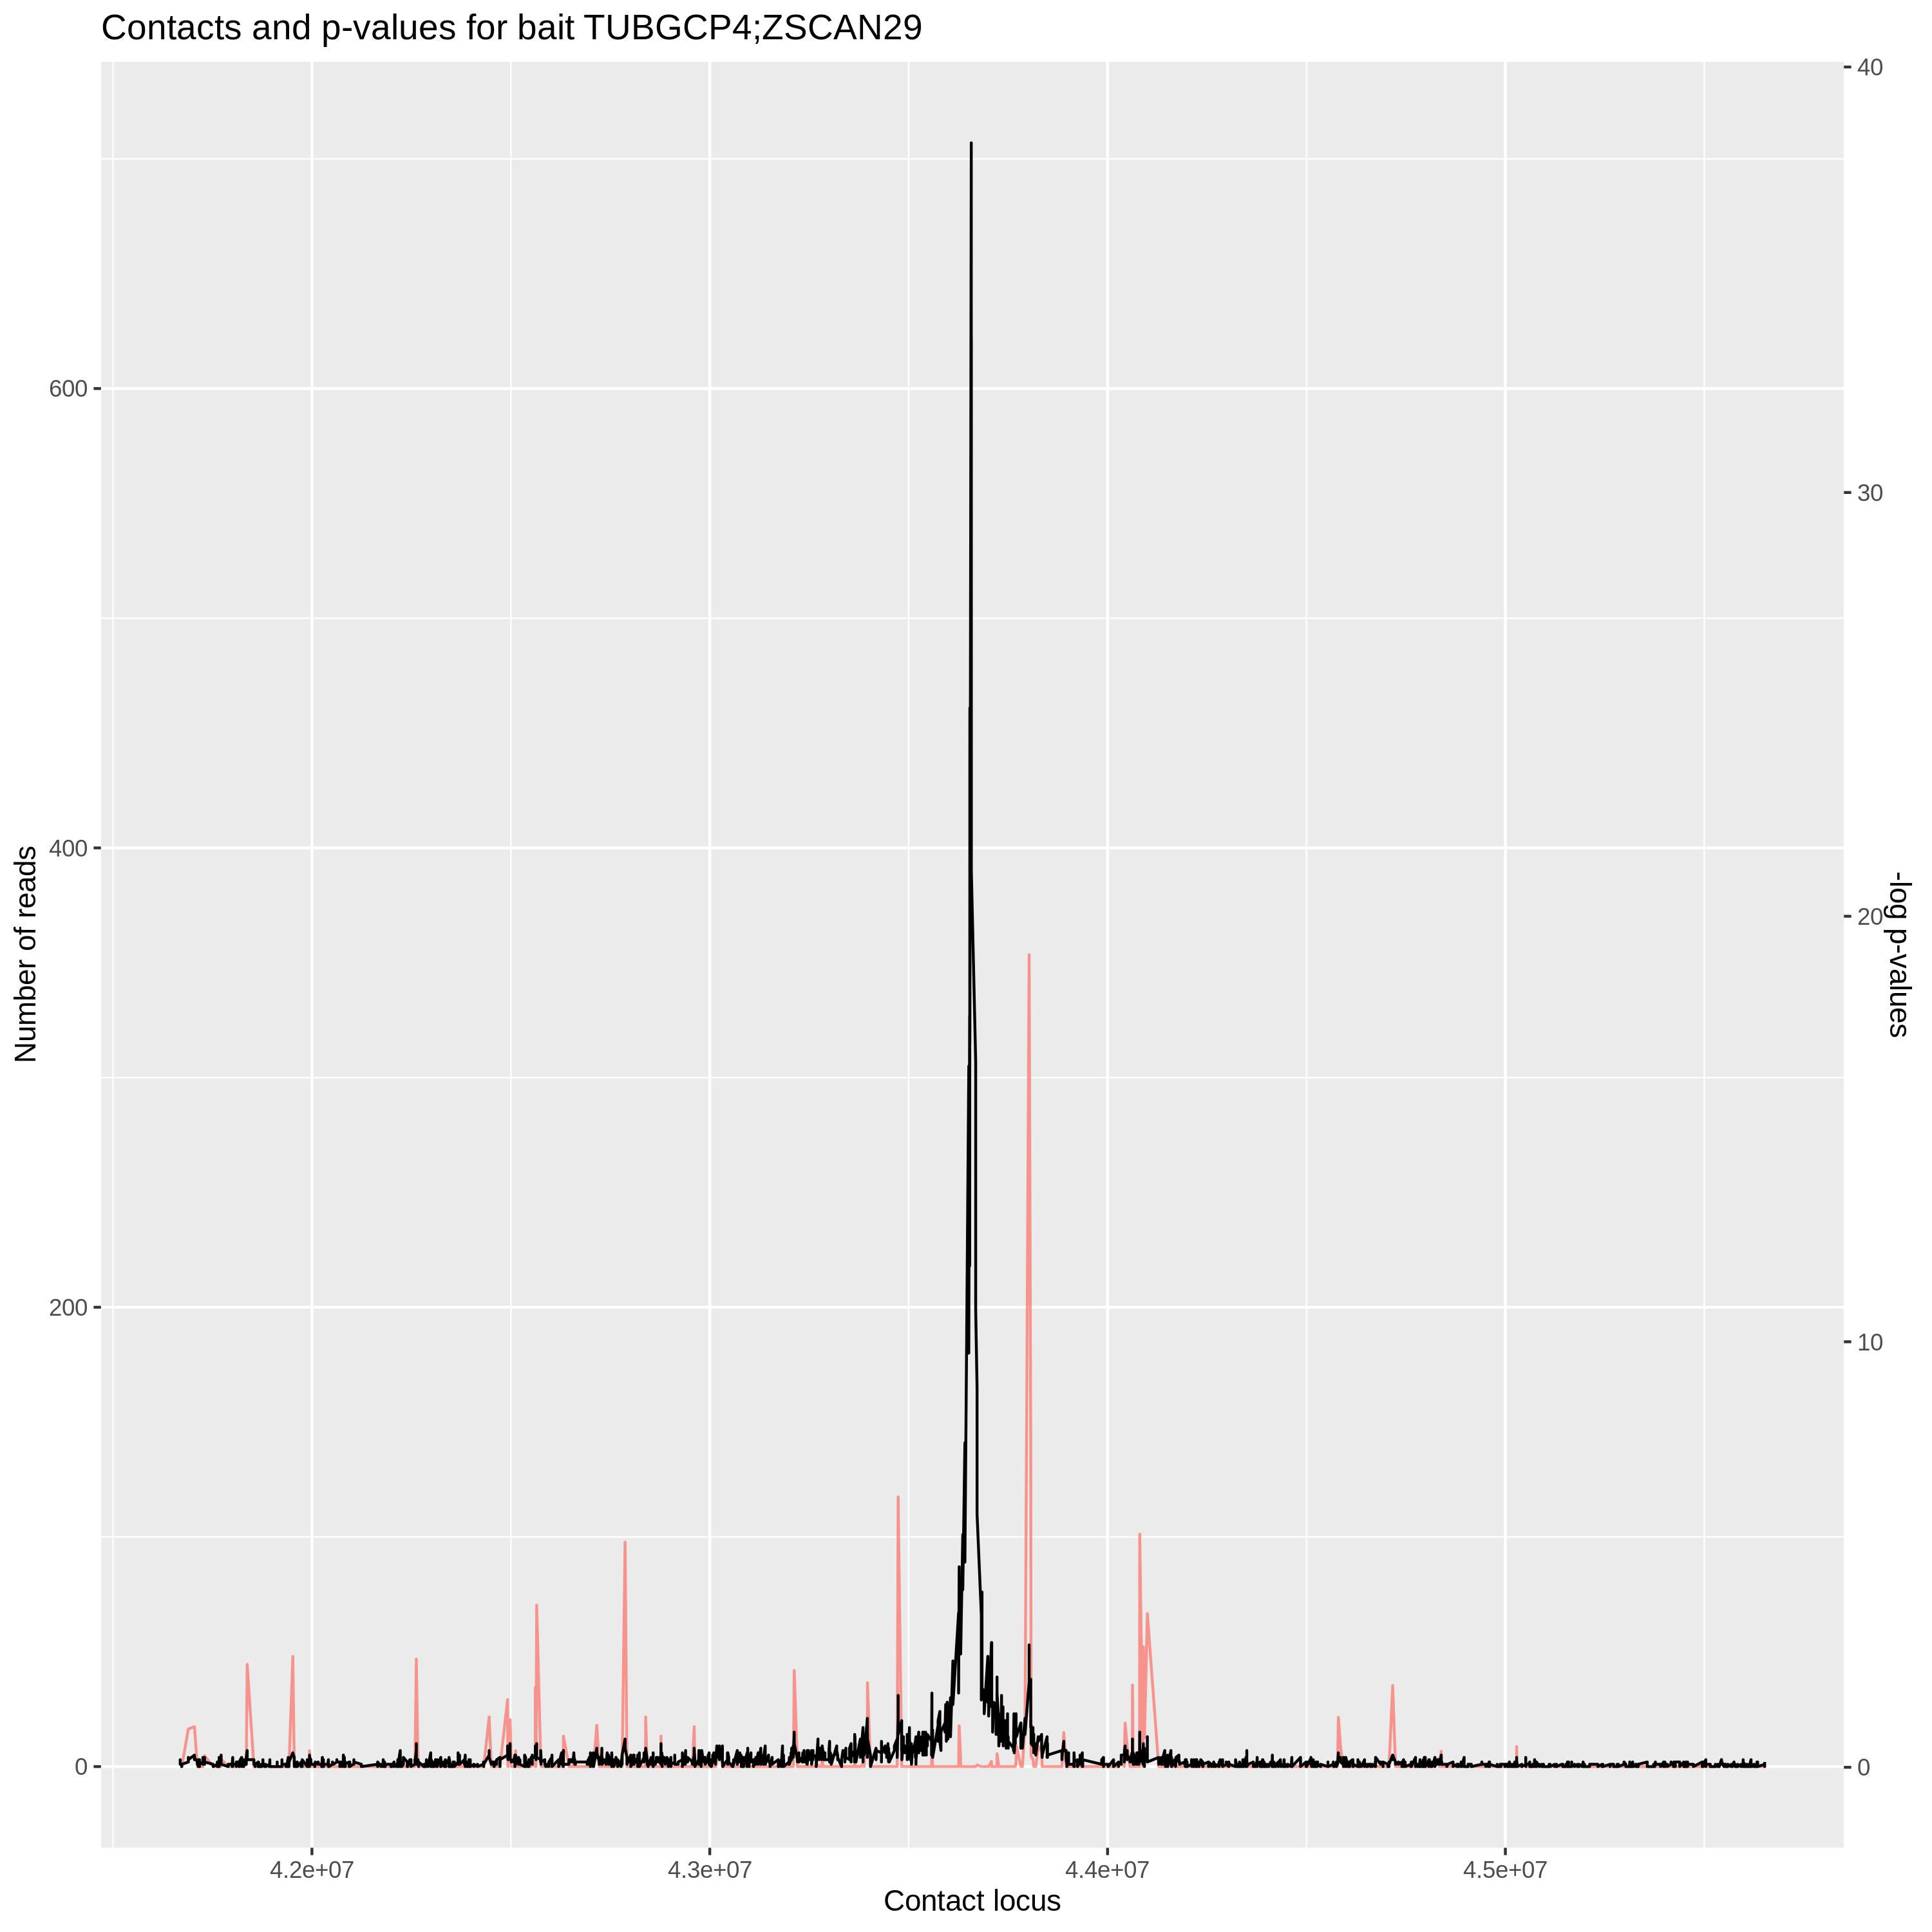 Contacts and p-values for bait TUBGCP4;ZSCAN29
40
600
30
400
20
Number of reads
-log p-values
200
10
0
0
4.2e+07
4.3e+07
4.4e+07
4.5e+07
Contact locus